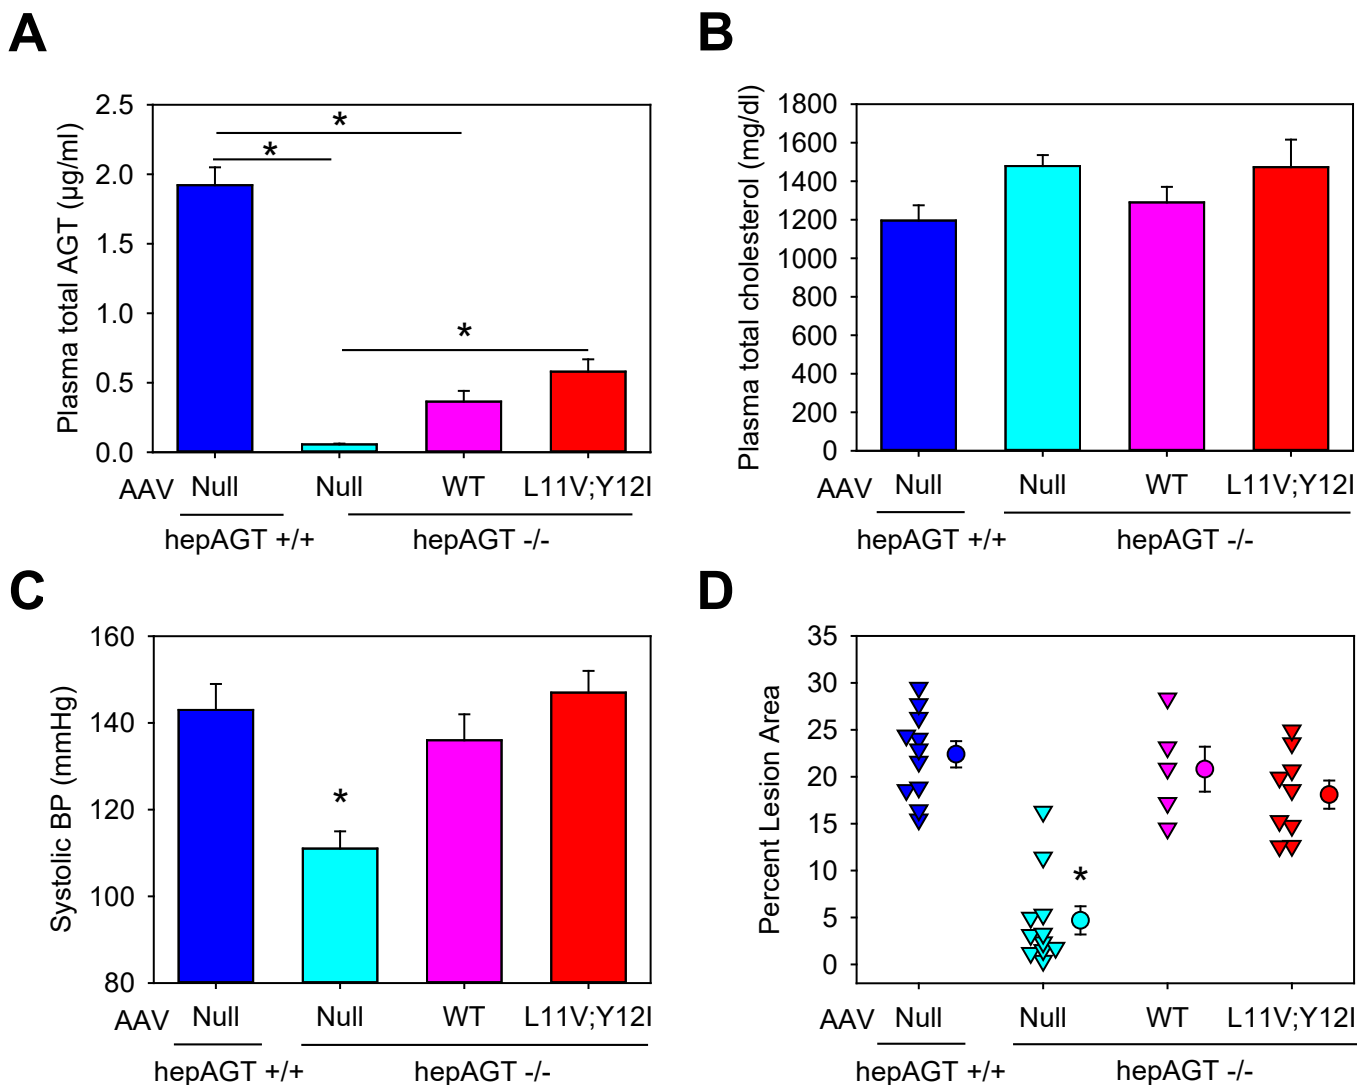 A
Plasma total AGT (μg/ml)
2.5
2.0
1.5
1.0
0.5
0.0
*
*
*
AAV Null Null WT L11V;Y12I
hepAGT +/+ hepAGT -/-
B
Plasma total cholesterol (mg/dl)
1800
1600
1400
1200
1000
800
600
400
200
0
AAV Null Null WT L11V;Y12I
hepAGT +/+ hepAGT -/-
C
Systolic BP (mmHg)
160
140
120
100
80
*
AAV Null Null WT L11V;Y12I
hepAGT +/+ hepAGT -/-
D
Percent Lesion Area
35
30
25
20
15
10
5
0
*
AAV Null Null WT L11V;Y12I
hepAGT +/+ hepAGT -/-